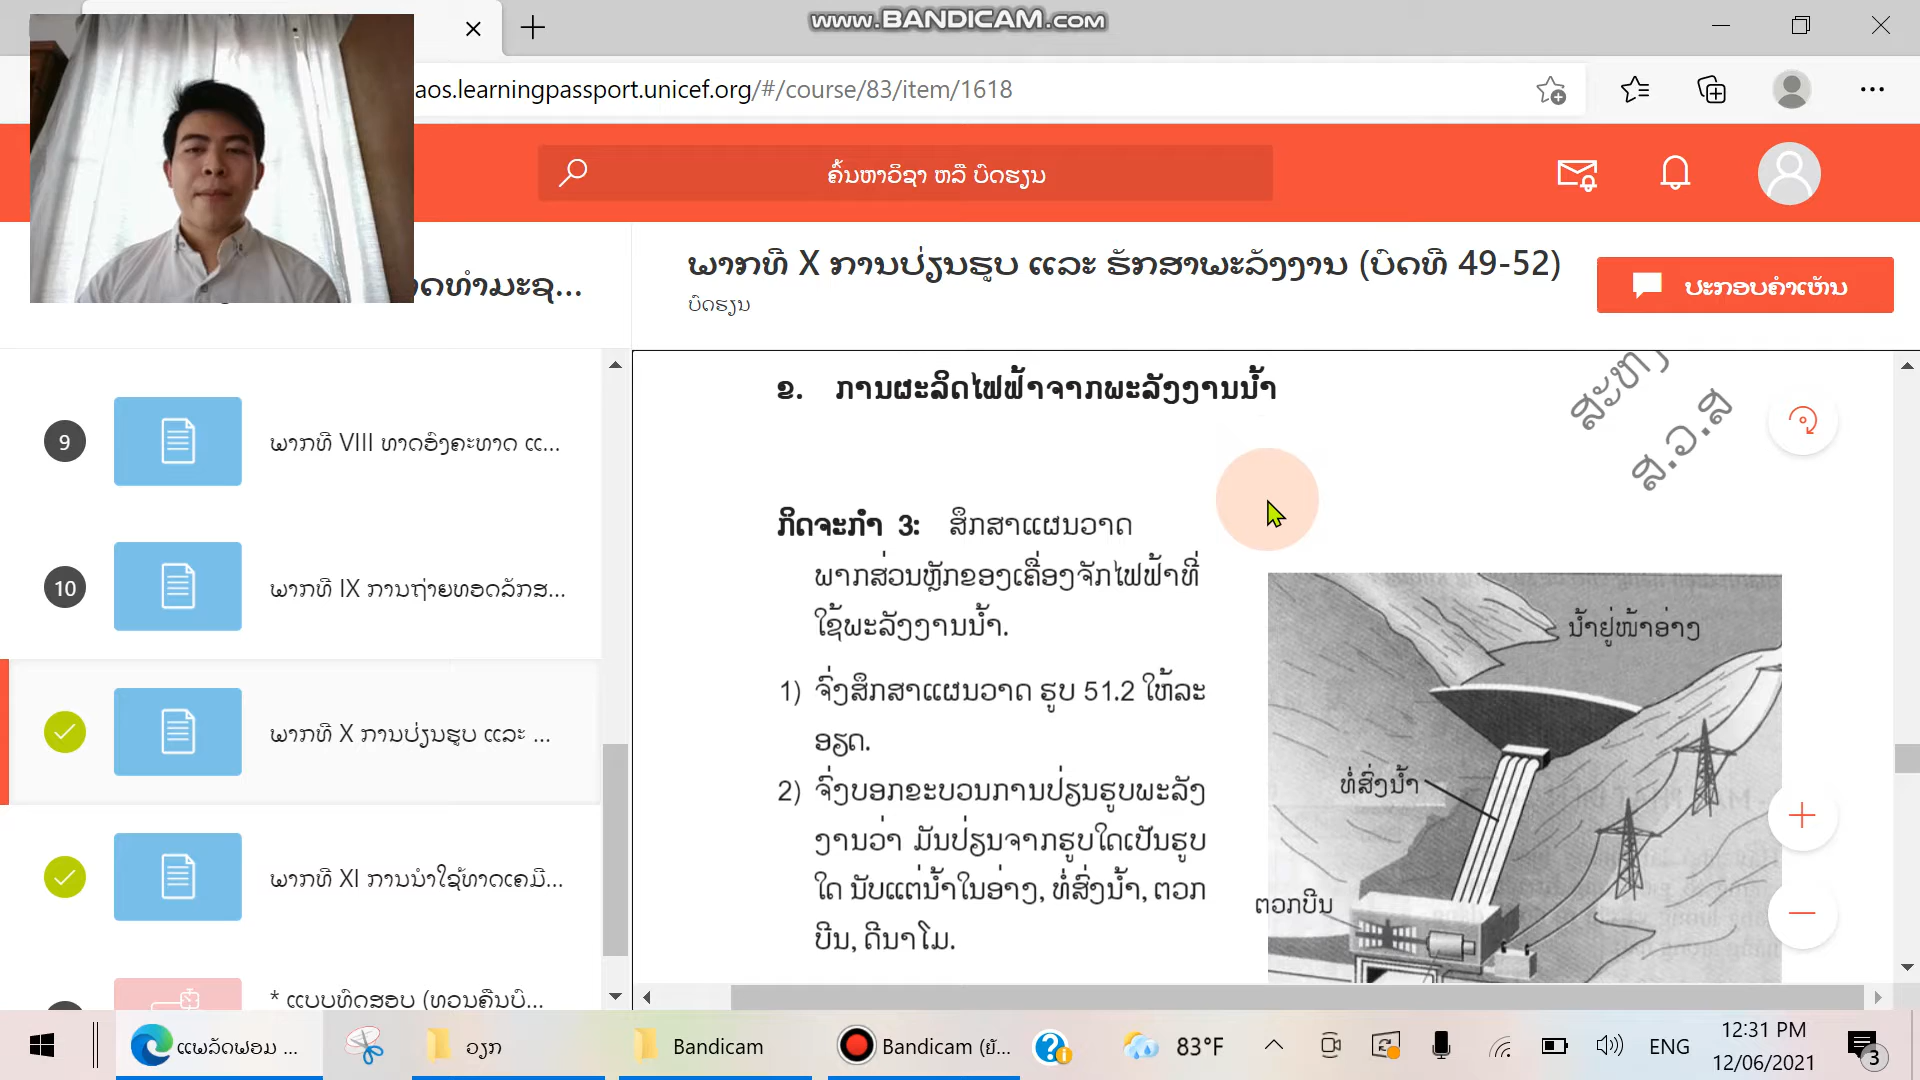 www.BANDICAM.com
aos.learningpassport.unicef.org/#/course/83/item/1618
ຄົ້ນຫາວິຊາ ຫລື ບົດຮຽນ
ພາກທີ X ການປ່ຽນຮູບ ແລະ ຮັກສາພະລັງງານ (ບົດທີ 49-52)
ບົດຮຽນ
ປະກອບຄຳເຫັນ
າດທຳມະຊ...
9
ພາກທີ VIII ທາດອົງຄະທາດ ແ...
10
ພາກທີ IX ການຖ່າຍທອດລັກສ...
ພາກທີ X ການປ່ຽນຮູບ ແລະ ...
ພາກທີ XI ການນຳໃຊ້ທາດເຄມີ...
* ແບບທົດສອບ (ທວນຄືນບົ...
ຂ. ການຜະລິດໄຟຟ້າຈາກພະລັງງານນ້ຳ
ສ.ວ.ສ
ກິດຈະກຳ 3: ສຶກສາແຜນວາດ
ພາກສ່ວນຫຼັກຂອງເຄື່ອງຈັກໄຟຟ້າທີ່
ໃຊ້ພະລັງງານນ້ຳ.
1) ຈົ່ງສຶກສາແຜນວາດ ຮູບ 51.2 ໃຫ້ລະ
ອຽດ.
2) ຈົ່ງບອກຂະບວນການປ່ຽນຮູບພະລັງ
ງານວ່າ ມັນປ່ຽນຈາກຮູບໃດເປັນຮູບ
ໃດ ນັບແຕ່ນ້ຳໃນອ່າງ, ທໍ່ສົ່ງນ້ຳ, ຕວກ
ບີນ, ດີນາໂມ.
ນ້ຳຢູ່ໜ້າອ່າງ
ທໍ່ສົ່ງນ້ຳ
ຕວກບີນ
ແພລັດຟອມ ...
ວຽກ
Bandicam
Bandicam (ຍັ...
83°F
ENG
12:31 PM
12/06/2021
3